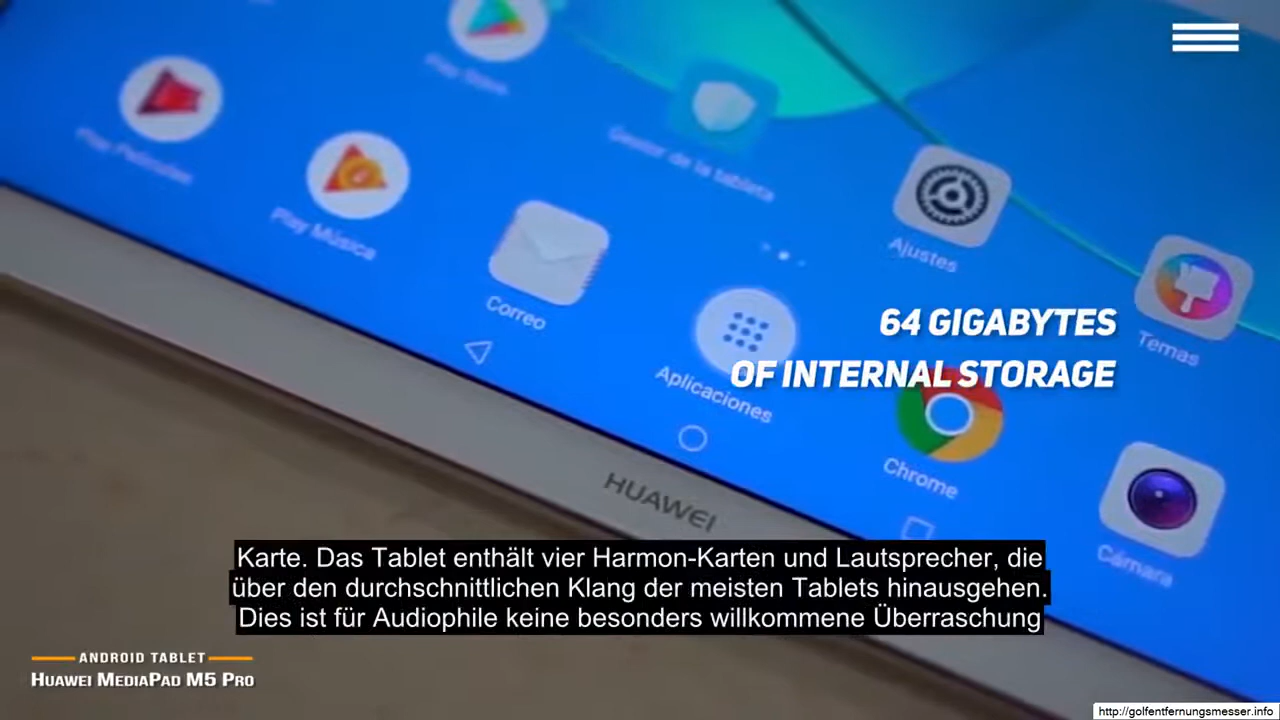 Play Store
Play Películas
Gestor de la tableta
Play Música
Ajustes
Correo
Temas
64 GIGABYTES
OF INTERNAL STORAGE
Aplicaciones
Chrome
HUAWEI
Cámara
Karte. Das Tablet enthält vier Harmon-Karten und Lautsprecher, die
über den durchschnittlichen Klang der meisten Tablets hinausgehen.
Dies ist für Audiophile keine besonders willkommene Überraschung
ANDROID TABLET
HUAWEI MEDIAPAD M5 PRO
http://golfentfernungsmesser.info